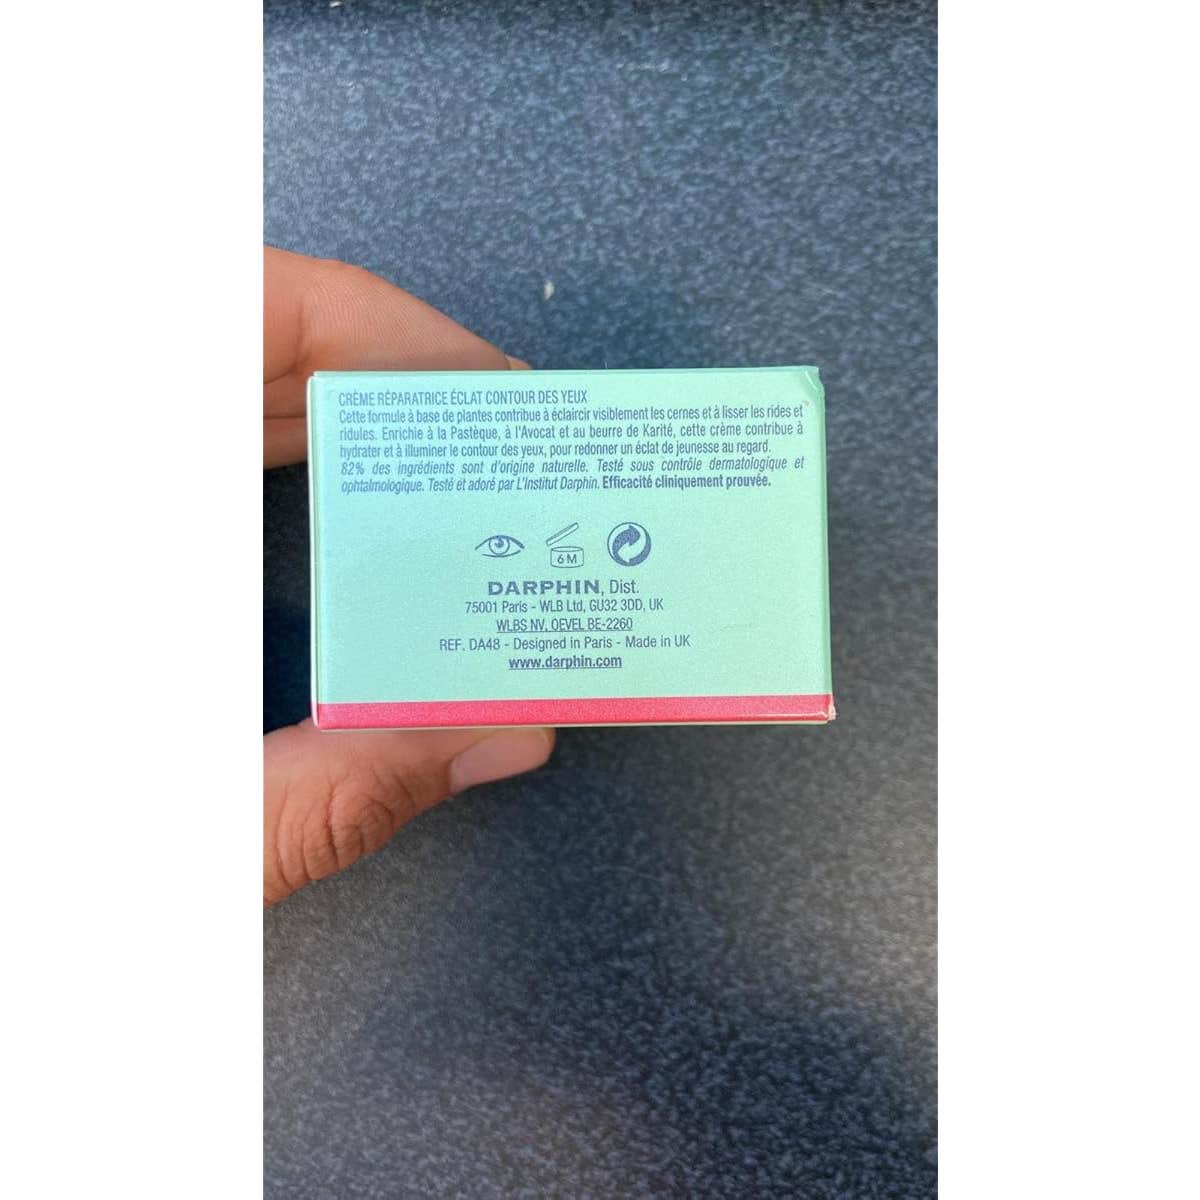 CRÈME RÉPARATRICE ÉCLAT CONTOUR DES YEUX
Cette formule à base de plantes contribue à éclaircir visiblement les cernes et à lisser les rides et
ridules. Enrichie à la Pastèque, à l'Avocat et au beurre de Karité, cette crème contribue à
hydrater et à illuminer le contour des yeux, pour redonner un éclat de jeunesse au regard.
82% des ingrédients sont d'origine naturelle. Testé sous contrôle dermatologique et
ophtalmologique. Testé et adoré par L'Institut Darphin. Efficacité cliniquement prouvée.
6 M
DARPHIN, Dist.
75001 Paris - WLB Ltd, GU32 3DD, UK
WLBS NV, OEVEL BE-2260
REF. DA48 - Designed in Paris - Made in UK
www.darphin.com